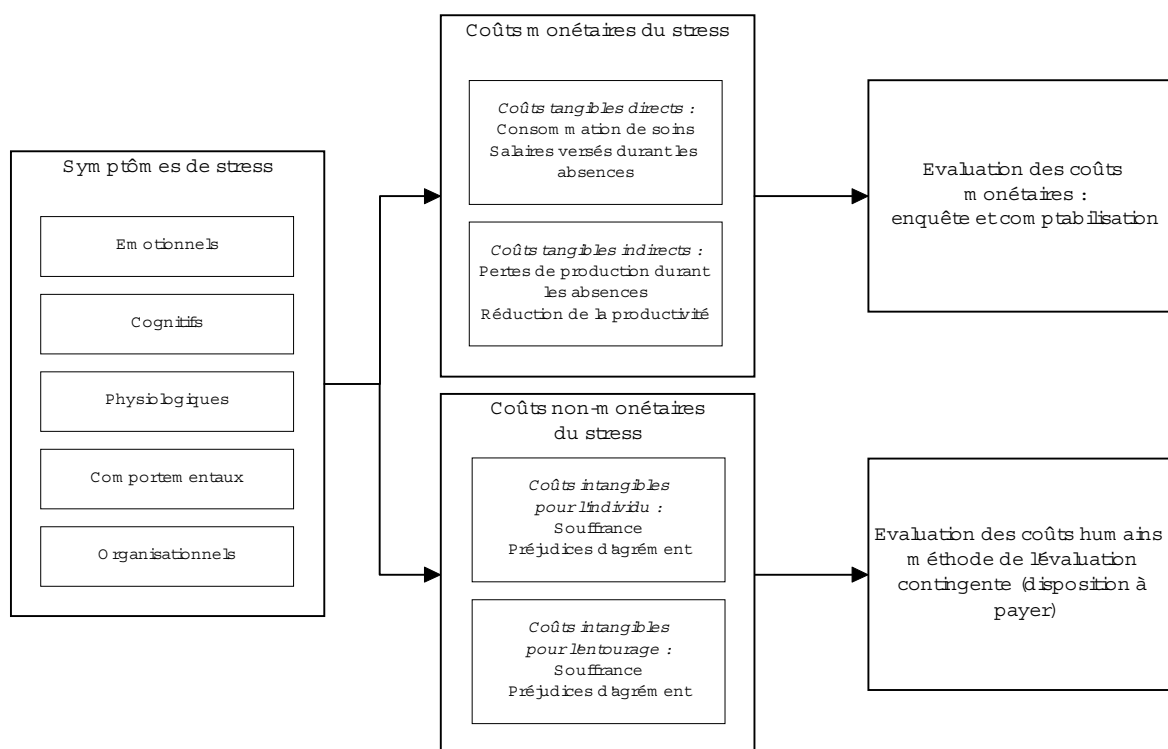 Symptômes de stress
Emotionnels
Cognitifs
Physiologiques
Comportementaux
Organisationnels
Coûts monétaires du stress
Coûts tangibles directs :
Consommation de soins
Salaires versés durant les
absences
Coûts tangibles indirects :
Pertes de production durant
les absences
Réduction de la productivité
Coûts non-monétaires
du stress
Coûts intangibles
pour l'individu :
Souffrance
Préjudices d'agrément
Coûts intangibles
pour l'entourage :
Souffrance
Préjudices d'agrément
Evaluation des coûts
monétaires :
enquête et comptabilisation
Evaluation des coûts humains
méthode de l'évaluation
contingente (disposition à
payer)